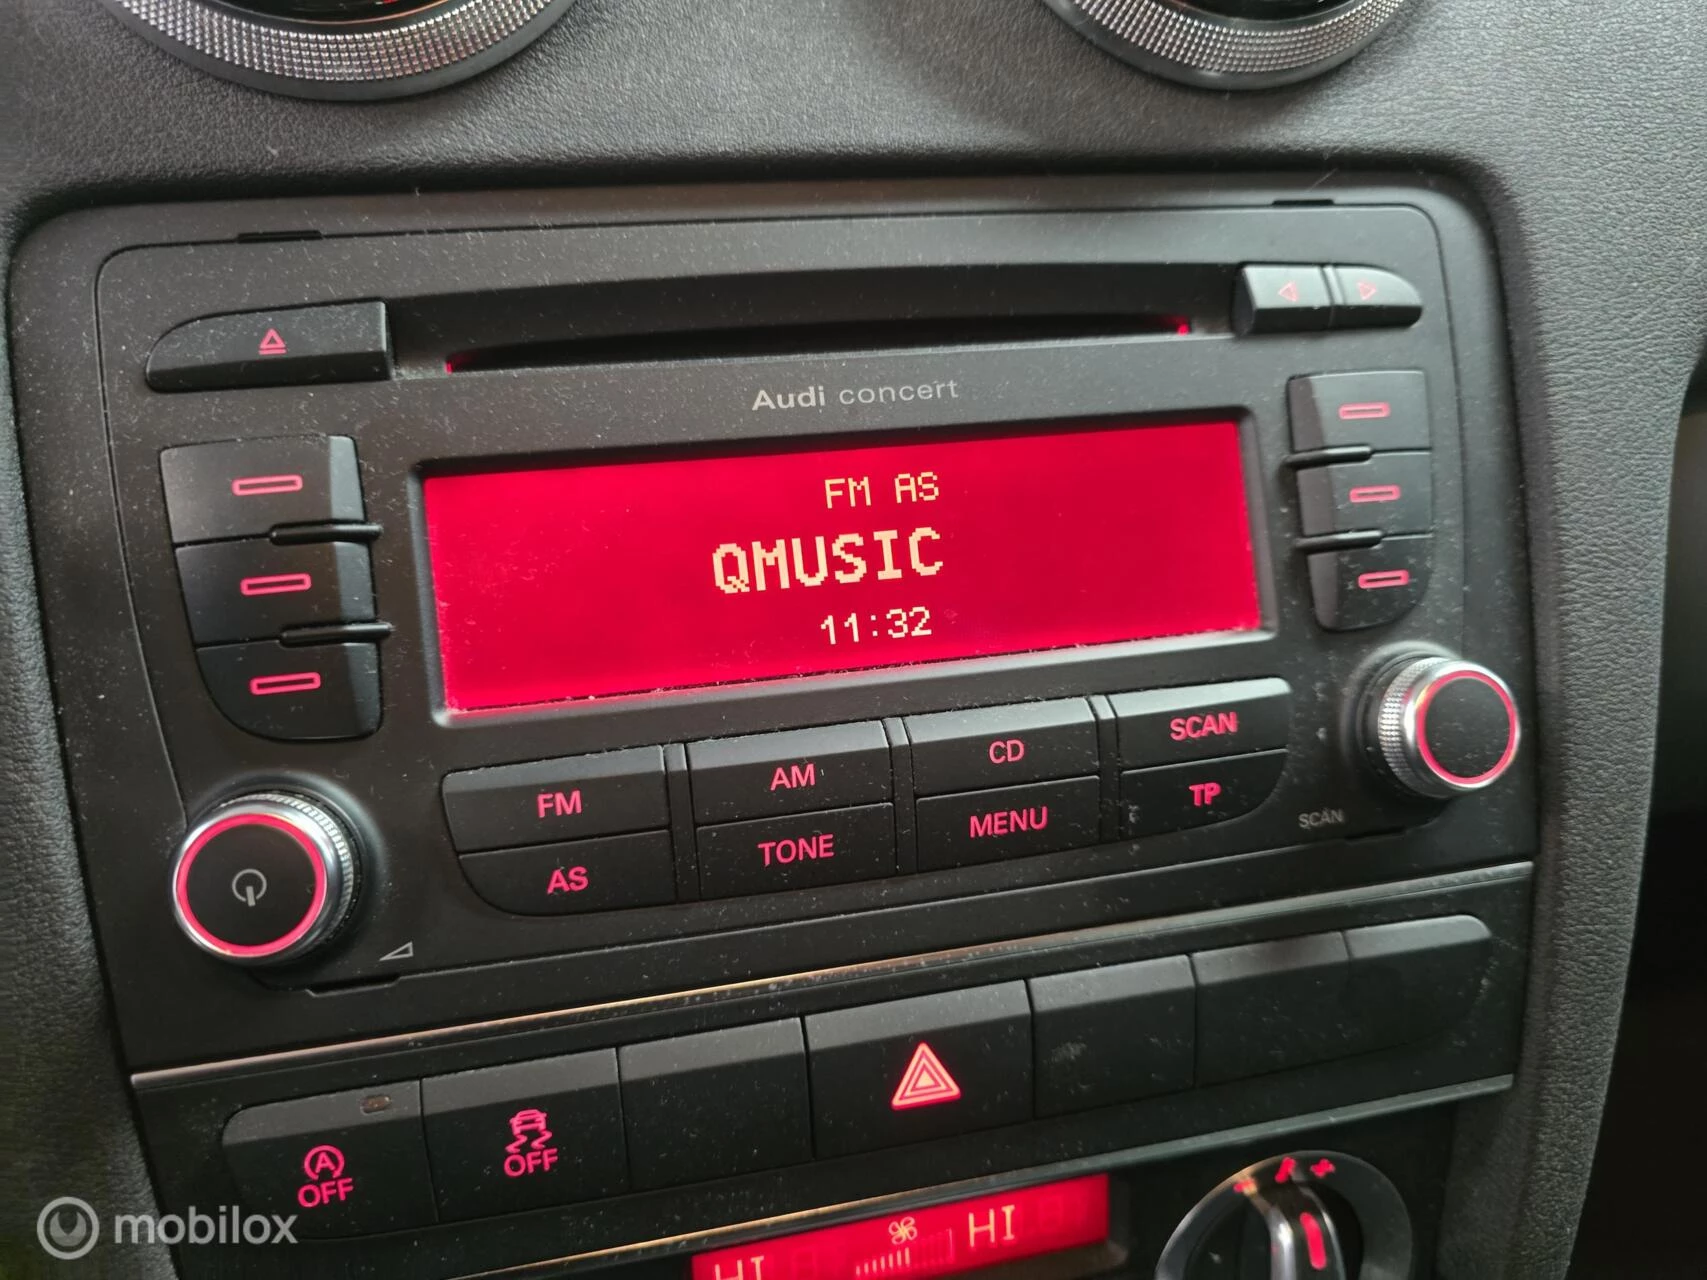 Audi concert
FM AS
QMUSIC
11:32
FM
AM
CD
SCAN
AS
TONE
MENU
TP
SCAN
A
OFF
OFF
HI
HI
mobilox